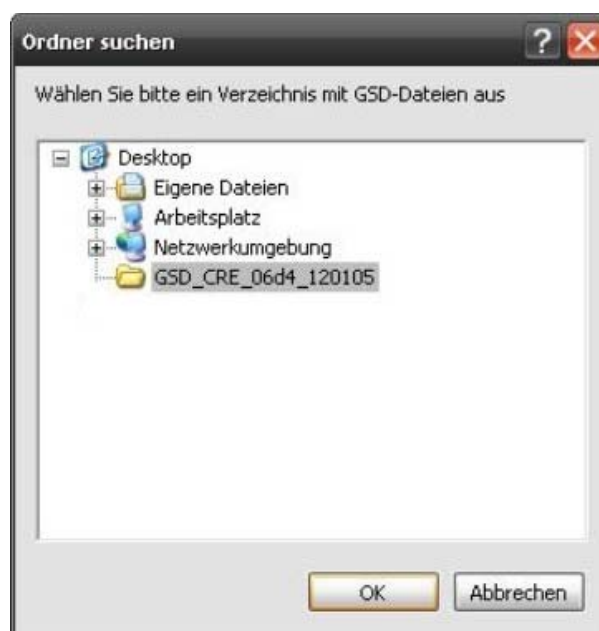 Ordner suchen
Wählen Sie bitte ein Verzeichnis mit GSD-Dateien aus
Desktop
Eigene Dateien
Arbeitsplatz
Netzwerkumgebung
GSD_CRE_06d4_120105
OK Abbrechen